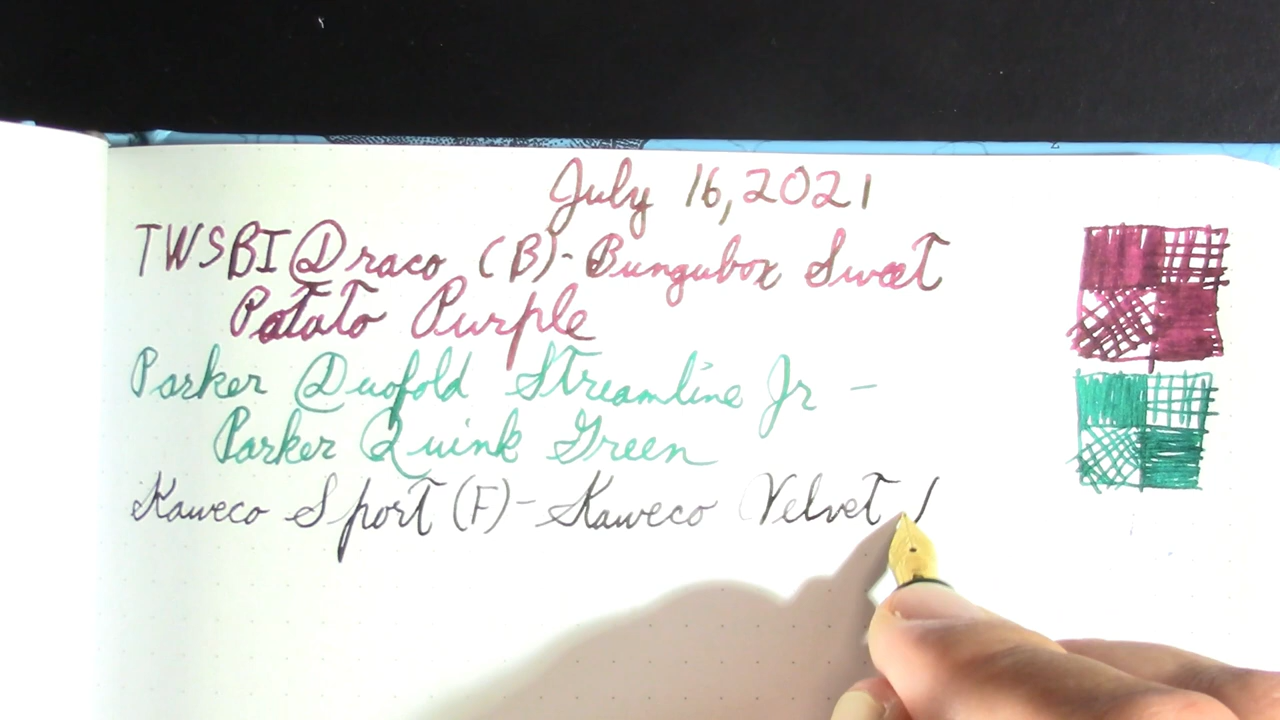 July 16, 2021
TWSBI Draco (B)- Bungubox Sweet
Potato Purple
Parker Duofold Streamline Jr -
Parker Quink Green
Kaweco Sport (F)- Kaweco Velvet